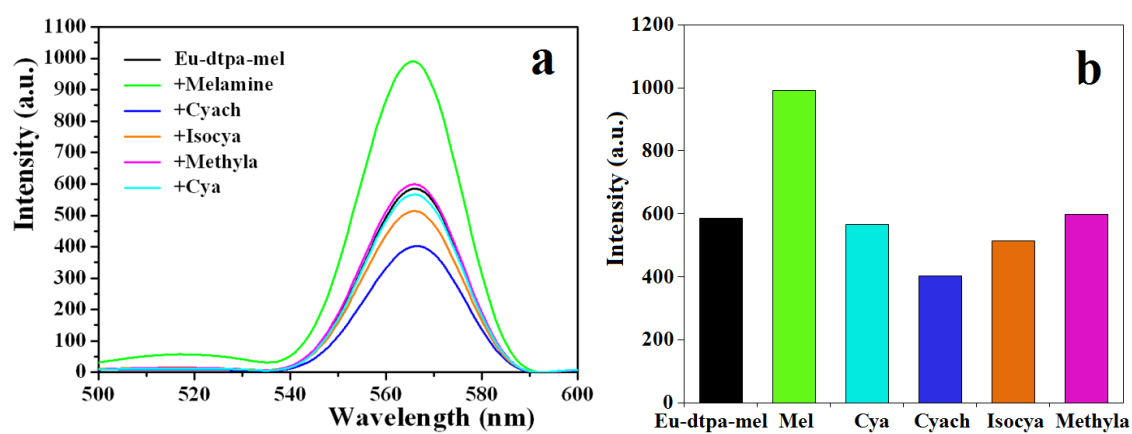 a
Intensity (a.u.)
1100
1000
900
800
700
600
500
400
300
200
100
0
Eu-dtpa-mel
+Melamine
+Cyach
+Isocya
+Methyla
+Cya
500 520 540 560 580 600
Wavelength (nm)
b
Intensity (a.u.)
1200
1000
800
600
400
200
0
Eu-dtpa-mel Mel Cya Cyach Isocya Methyla